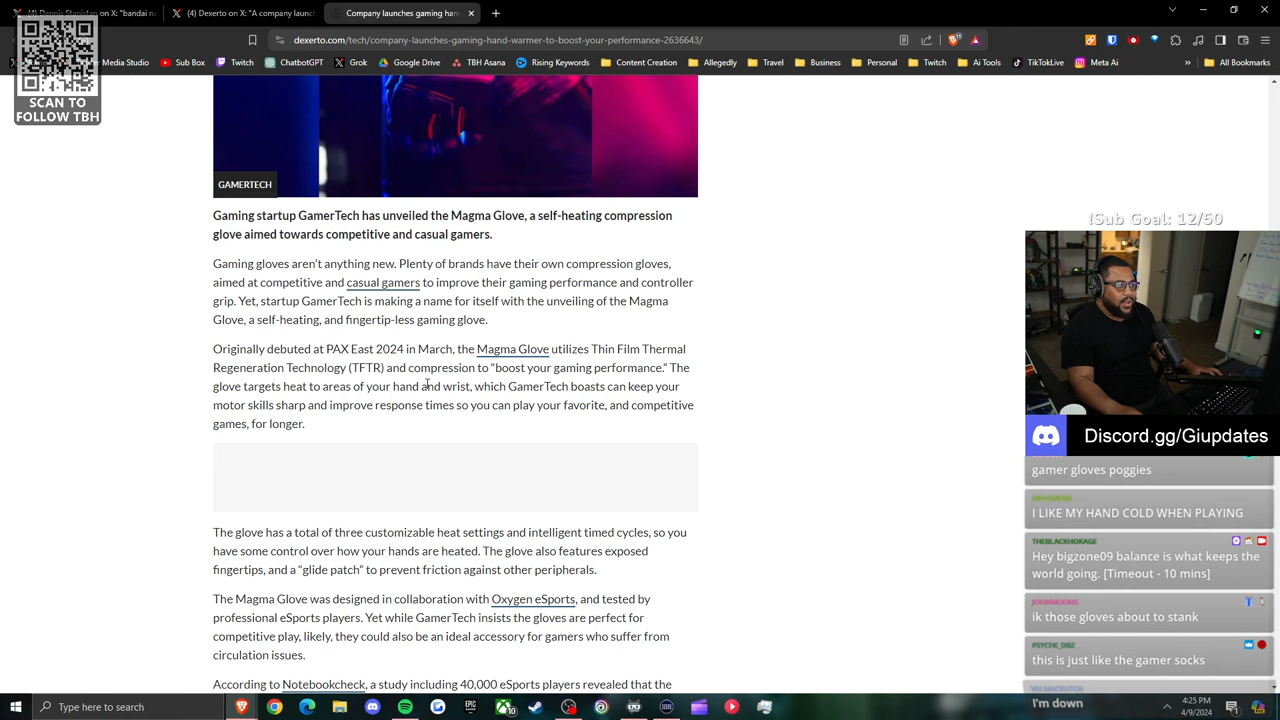 (4) Dennis Stanistan on X: "bandai n
(4) Dexerto on X: "A company launch
Company launches gaming han
dexerto.com/tech/company-launches-gaming-hand-warmer-to-boost-your-performance-2636643/
Media Studio
Sub Box
Twitch
ChatbotGPT
Grok
Google Drive
TBH Asana
Rising Keywords
Content Creation
Allegedly
Travel
Business
Personal
Twitch
Ai Tools
TikTokLive
Meta Ai
All Bookmarks
SCAN TO
FOLLOW TBH
GAMERTECH
Gaming startup GamerTech has unveiled the Magma Glove, a self-heating compression
glove aimed towards competitive and casual gamers.
Gaming gloves aren't anything new. Plenty of brands have their own compression gloves,
aimed at competitive and casual gamers to improve their gaming performance and controller
grip. Yet, startup GamerTech is making a name for itself with the unveiling of the Magma
Glove, a self-heating, and fingertip-less gaming glove.
Originally debuted at PAX East 2024 in March, the Magma Glove utilizes Thin Film Thermal
Regeneration Technology (TFTR) and compression to "boost your gaming performance." The
glove targets heat to areas of your hand and wrist, which GamerTech boasts can keep your
motor skills sharp and improve response times so you can play your favorite, and competitive
games, for longer.
The glove has a total of three customizable heat settings and intelligent timed cycles, so you
have some control over how your hands are heated. The glove also features exposed
fingertips, and a "glide patch" to prevent friction against other peripherals.
The Magma Glove was designed in collaboration with Oxygen eSports, and tested by
professional eSports players. Yet while GamerTech insists the gloves are perfect for
competitive play, likely, they could also be an ideal accessory for gamers who suffer from
circulation issues.
According to Notebookcheck, a study including 40,000 eSports players revealed that the
!Sub Goal: 12/50
Discord.gg/Giupdates
gamer gloves poggies
I LIKE MY HAND COLD WHEN PLAYING
THEBLACKHOKAGE
Hey bigzone09 balance is what keeps the
world going. [Timeout - 10 mins]
ik those gloves about to stank
PSYCHE_DBZ
this is just like the gamer socks
I'm down
Type here to search
4:25 PM
4/9/2024